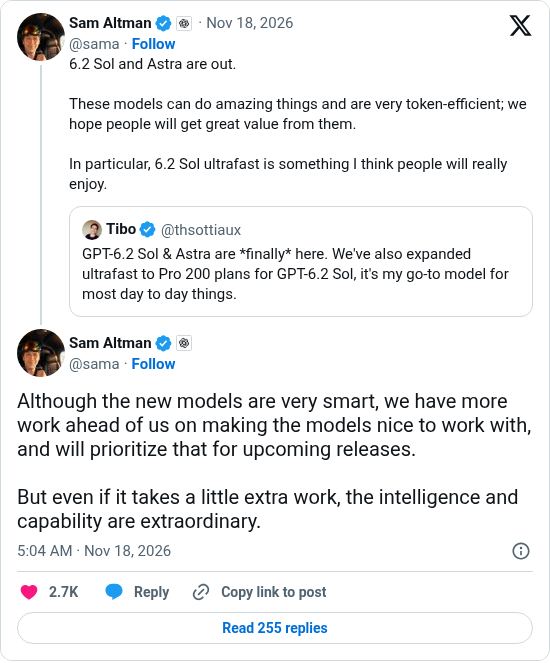 Sam Altman · Nov 18, 2026
@sama · Follow
6.2 Sol and Astra are out.
These models can do amazing things and are very token-efficient; we
hope people will get great value from them.
In particular, 6.2 Sol ultrafast is something I think people will really
enjoy.
Tibo @thsottiaux
GPT-6.2 Sol & Astra are *finally* here. We've also expanded
ultrafast to Pro 200 plans for GPT-6.2 Sol, it's my go-to model for
most day to day things.
Sam Altman
@sama · Follow
Although the new models are very smart, we have more
work ahead of us on making the models nice to work with,
and will prioritize that for upcoming releases.
But even if it takes a little extra work, the intelligence and
capability are extraordinary.
5:04 AM · Nov 18, 2026
2.7K Reply Copy link to post
Read 255 replies